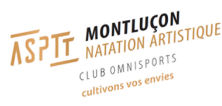 ASPTT MONTLUÇON
NATATION ARTISTIQUE
CLUB OMNISPORTS
cultivons vos envies